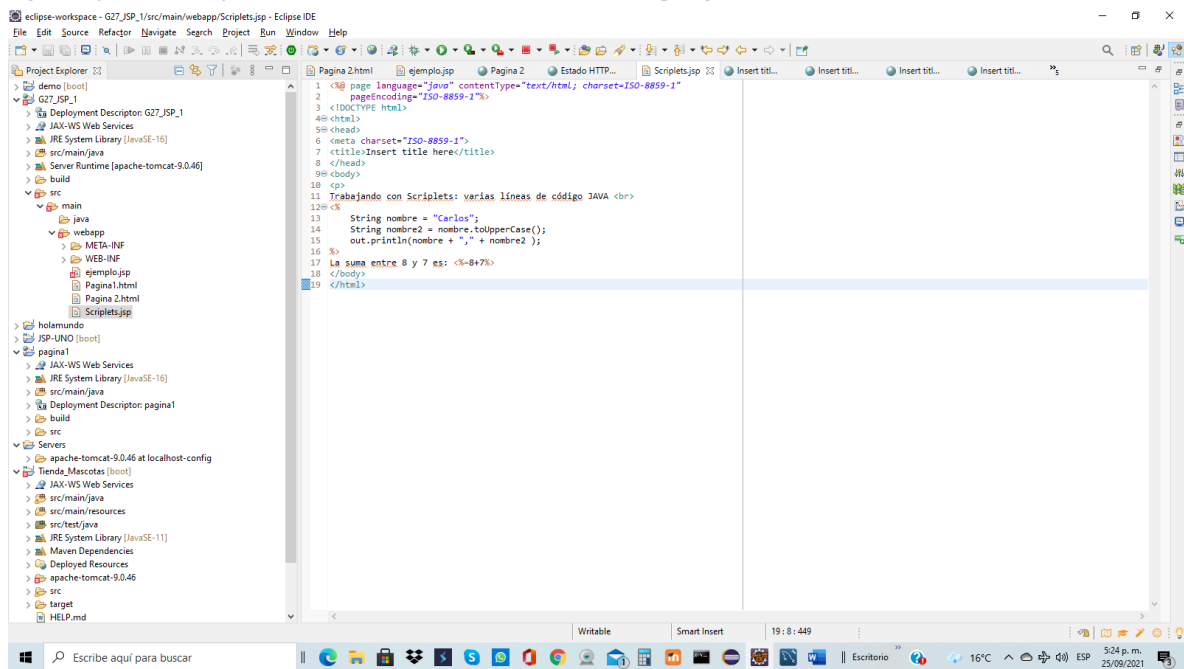 eclipse-workspace - G27_JSP_1/src/main/webapp/Scriplets.jsp - Eclipse IDE
File Edit Source Refactor Navigate Search Project Run Window Help
Project Explorer
Pagina 2.html ejemplo.jsp Pagina 2 Estado HTTP... Scriplets.jsp Insert titl... Insert titl... Insert titl... Insert titl... »5
demo [boot]
G27_JSP_1
Deployment Descriptor: G27_JSP_1
JAX-WS Web Services
JRE System Library [JavaSE-16]
src/main/java
Server Runtime [apache-tomcat-9.0.46]
build
src
main
java
webapp
META-INF
WEB-INF
ejemplo.jsp
Pagina1.html
Pagina 2.html
Scriplets.jsp
holamundo
JSP-UNO [boot]
pagina1
JAX-WS Web Services
JRE System Library [JavaSE-16]
src/main/java
Deployment Descriptor: pagina1
build
src
Servers
apache-tomcat-9.0.46 at localhost-config
Tienda_Mascotas [boot]
JAX-WS Web Services
src/main/java
src/main/resources
src/test/java
JRE System Library [JavaSE-11]
Maven Dependencies
Deployed Resources
apache-tomcat-9.0.46
src
target
HELP.md
1 <%@ page language="java" contentType="text/html; charset=ISO-8859-1"
2 pageEncoding="ISO-8859-1"%>
3 <!DOCTYPE html>
4 <html>
5 <head>
6 <meta charset="ISO-8859-1">
7 <title>Insert title here</title>
8 </head>
9 <body>
10 <p>
11 Trabajando con Scriplets: varias líneas de código JAVA <br>
12 <%
13 String nombre = "Carlos";
14 String nombre2 = nombre.toUpperCase();
15 out.println(nombre + "," + nombre2 );
16 %>
17 La suma entre 8 y 7 es: <%=8+7%>
18 </body>
19 </html>
Writable Smart Insert 19 : 8 : 449
Escribe aquí para buscar
Escritorio » 16°C ESP 5:24 p. m.
25/09/2021